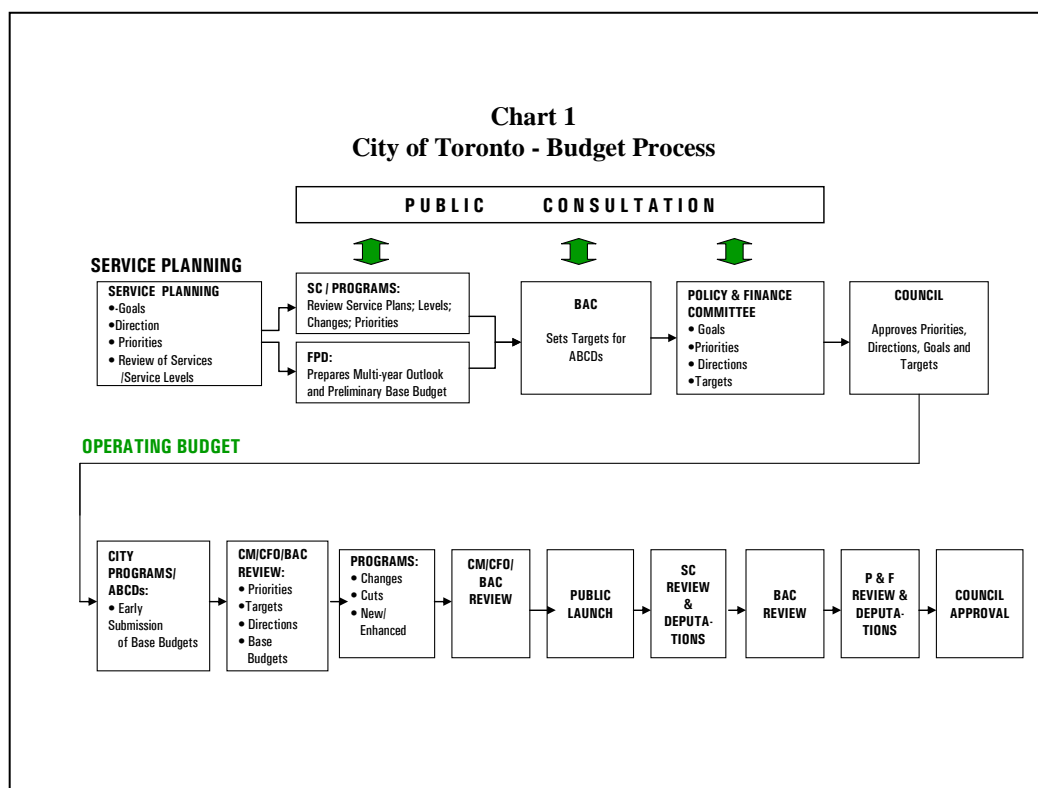 Chart 1
City of Toronto - Budget Process
PUBLIC CONSULTATION
SERVICE PLANNING
SERVICE PLANNING
•-Goals
•Direction
• Priorities
• Review of Services
/Service Levels
SC / PROGRAMS:
Review Service Plans; Levels;
Changes; Priorities
FPD:
Prepares Multi-year Outlook
and Preliminary Base Budget
BAC
Sets Targets for
ABCDs
POLICY & FINANCE
COMMITTEE
• Goals
•Priorities
• Directions
•Targets
COUNCIL
Approves Priorities,
Directions, Goals and
Targets
OPERATING BUDGET
CITY
PROGRAMS/
ABCDs:
• Early
Submission
of Base Budgets
CM/CFO/BAC
REVIEW:
• Priorities
•Targets
• Directions
• Base
Budgets
PROGRAMS:
• Changes
• Cuts
• New/
Enhanced
CM/CFO/
BAC
REVIEW
PUBLIC
LAUNCH
SC
REVIEW
&
DEPUTA-
TIONS
BAC
REVIEW
P & F
REVIEW &
DEPUTA-
TIONS
COUNCIL
APPROVAL